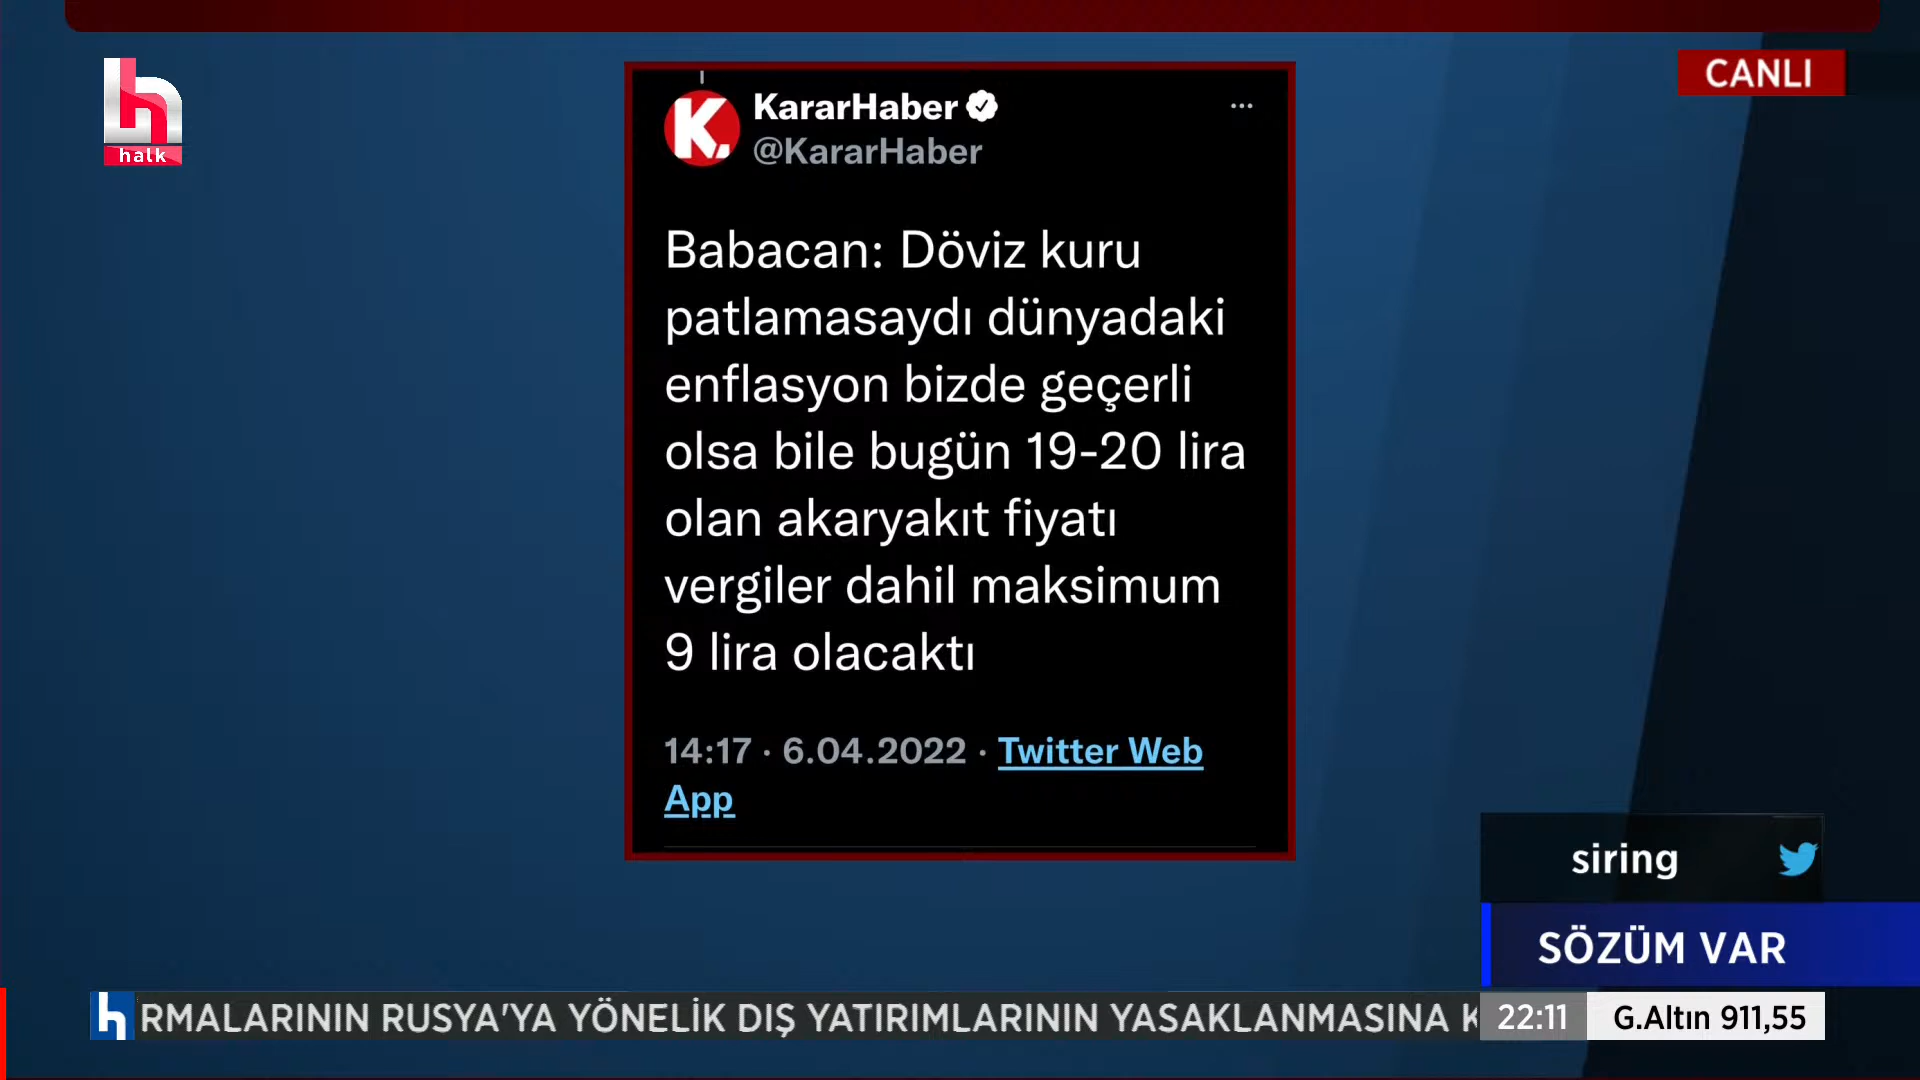 halk
CANLI
KararHaber
@KararHaber
Babacan: Döviz kuru
patlamasaydı dünyadaki
enflasyon bizde geçerli
olsa bile bugün 19-20 lira
olan akaryakıt fiyatı
vergiler dahil maksimum
9 lira olacaktı
14:17 · 6.04.2022 · Twitter Web
App
siring
SÖZÜM VAR
RMALARININ RUSYA'YA YÖNELİK DIŞ YATIRIMLARININ YASAKLANMASINA K
22:11
G.Altın 911,55